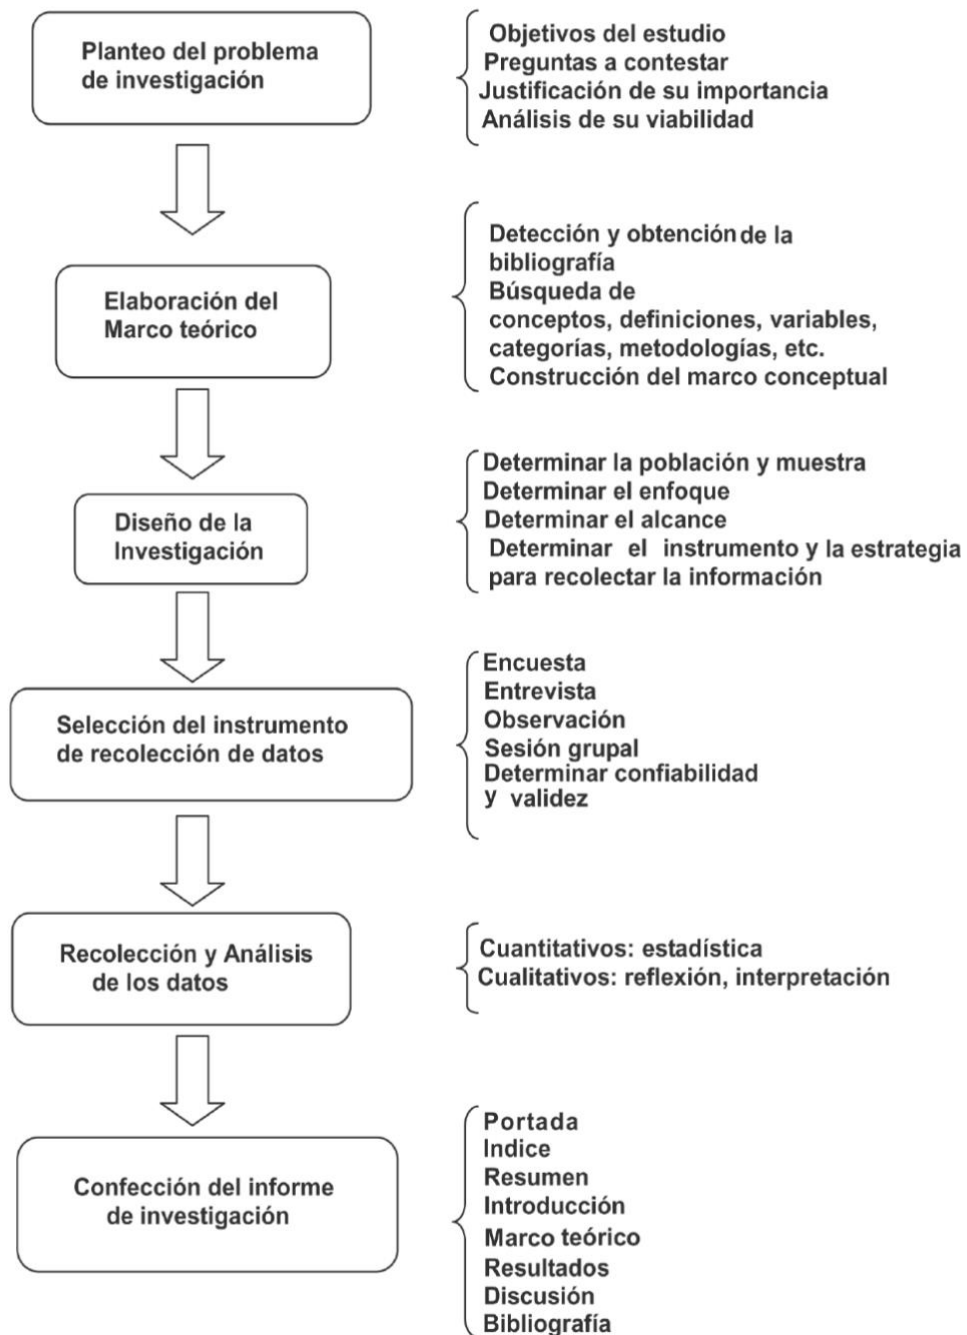 Planteo del problema
de investigación
Objetivos del estudio
Preguntas a contestar
Justificación de su importancia
Análisis de su viabilidad
Elaboración del
Marco teórico
Detección y obtención de la
bibliografía
Búsqueda de
conceptos, definiciones, variables,
categorías, metodologías, etc.
Construcción del marco conceptual
Diseño de la
Investigación
Determinar la población y muestra
Determinar el enfoque
Determinar el alcance
Determinar el instrumento y la estrategia
para recolectar la información
Selección del instrumento
de recolección de datos
Encuesta
Entrevista
Observación
Sesión grupal
Determinar confiabilidad
y validez
Recolección y Análisis
de los datos
Cuantitativos: estadística
Cualitativos: reflexión, interpretación
Confección del informe
de investigación
Portada
Indice
Resumen
Introducción
Marco teórico
Resultados
Discusión
Bibliografía